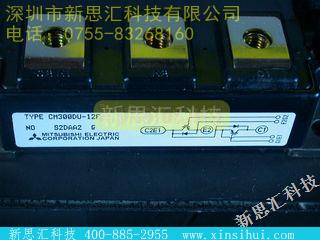 深圳市新思汇科技有限公司
电话: 0755-83268160
TYPE CM300DU-12F
NO S2DAA2 G
MITSUBISHI ELECTRIC
CORPORATION JAPAN
C2E1 E2 C1
新思汇科技
新思汇科技
新思汇科技 400-885-2955 www.xinsihui.com